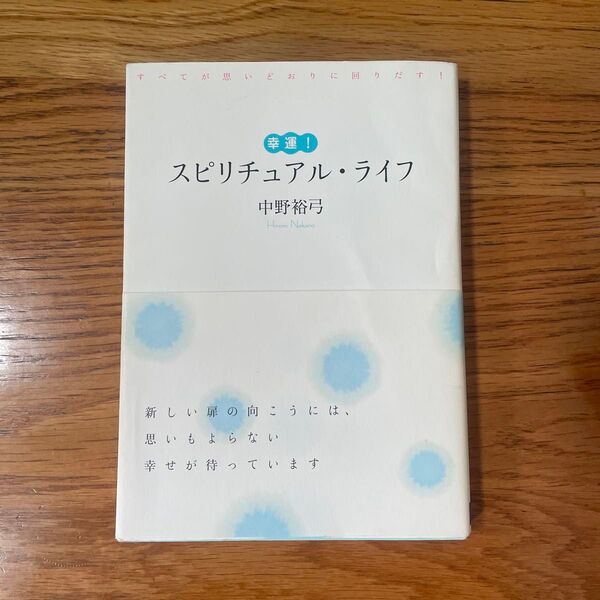 すべてが思いどおりに回りだす!
幸運!
スピリチュアル・ライフ
中野裕弓
Hiromi Nakano
新しい扉の向こうには、
思いもよらない
幸せが待っています